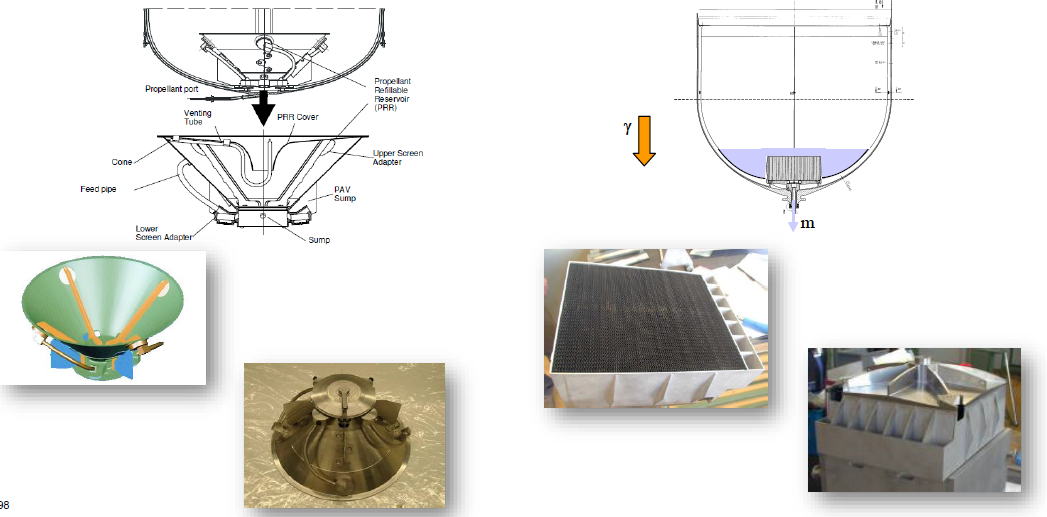 Propellant port
Propellant
Refillable
Reservoir
(PRR)
Venting
Tube
PRR Cover
Cone
Upper Screen
Adapter
Feed pipe
PAV
Sump
Lower
Screen Adapter
Sump
γ
m
98